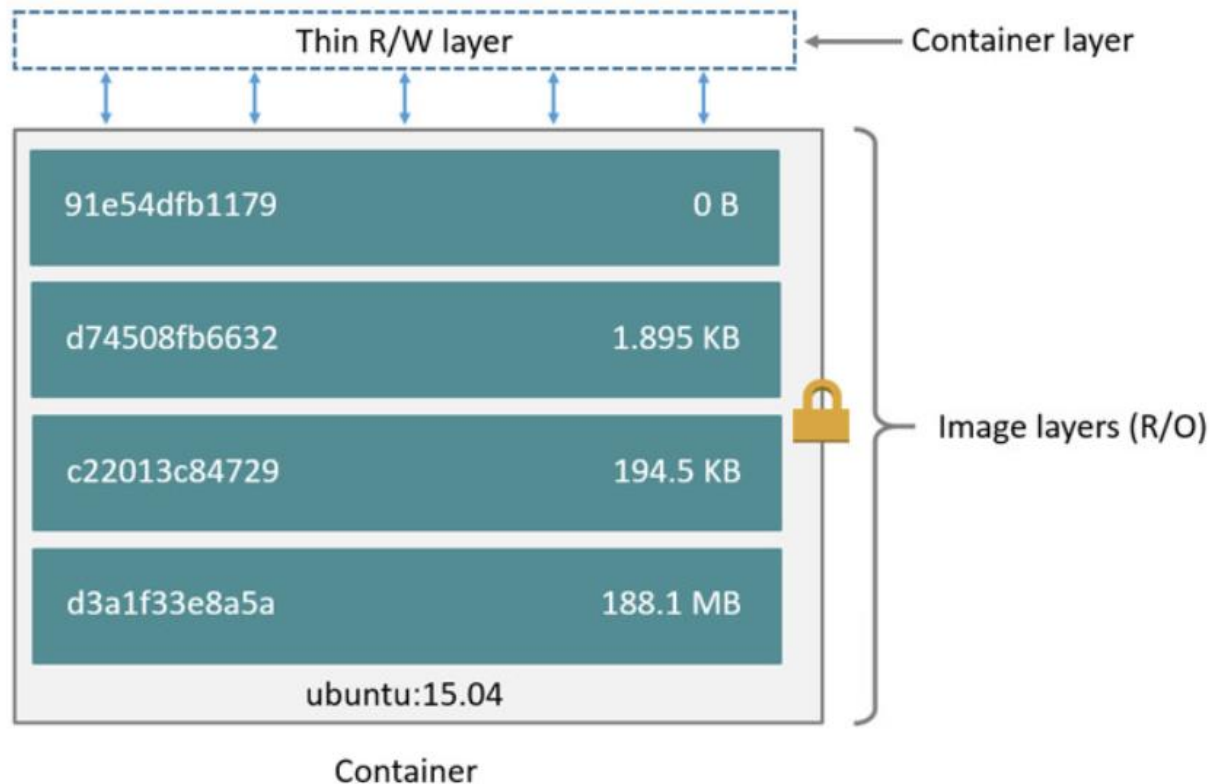 Thin R/W layer
Container layer
91e54dfb1179 0 B
d74508fb6632 1.895 KB
c22013c84729 194.5 KB
Image layers (R/O)
d3a1f33e8a5a 188.1 MB
ubuntu:15.04
Container